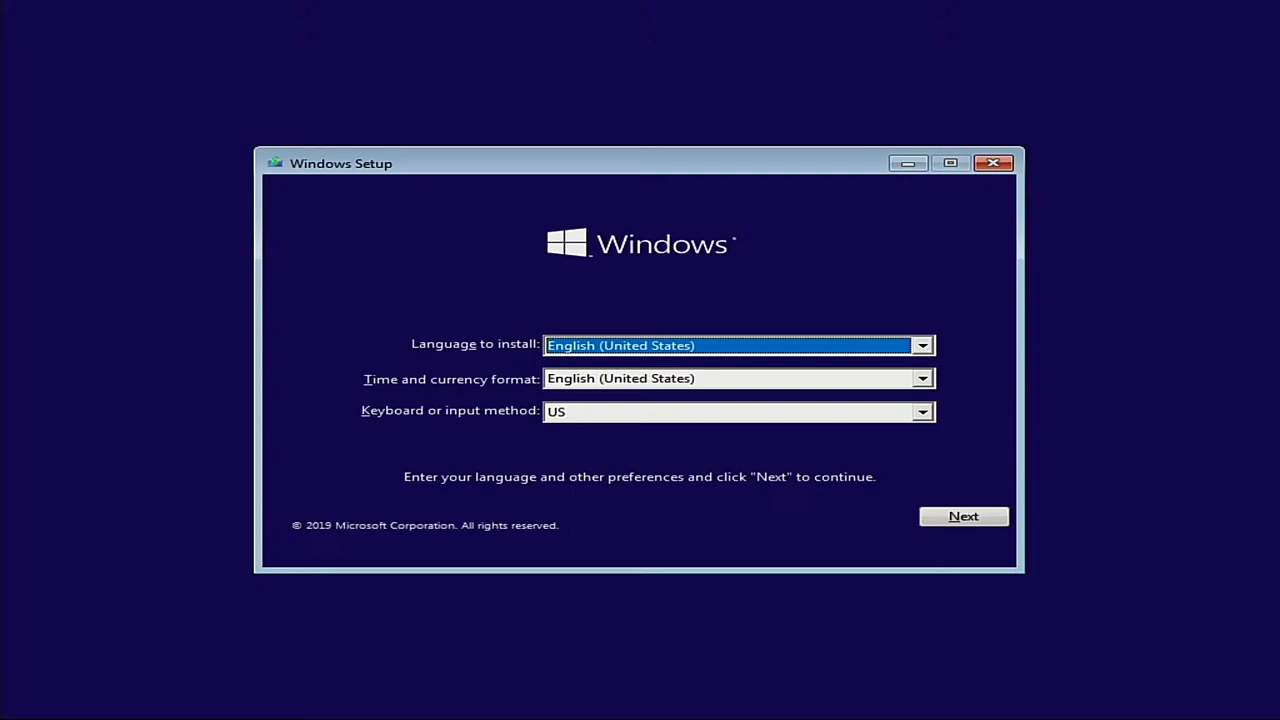 Windows Setup
Windows
Language to install: English (United States)
Time and currency format: English (United States)
Keyboard or input method: US
Enter your language and other preferences and click "Next" to continue.
© 2019 Microsoft Corporation. All rights reserved.
Next